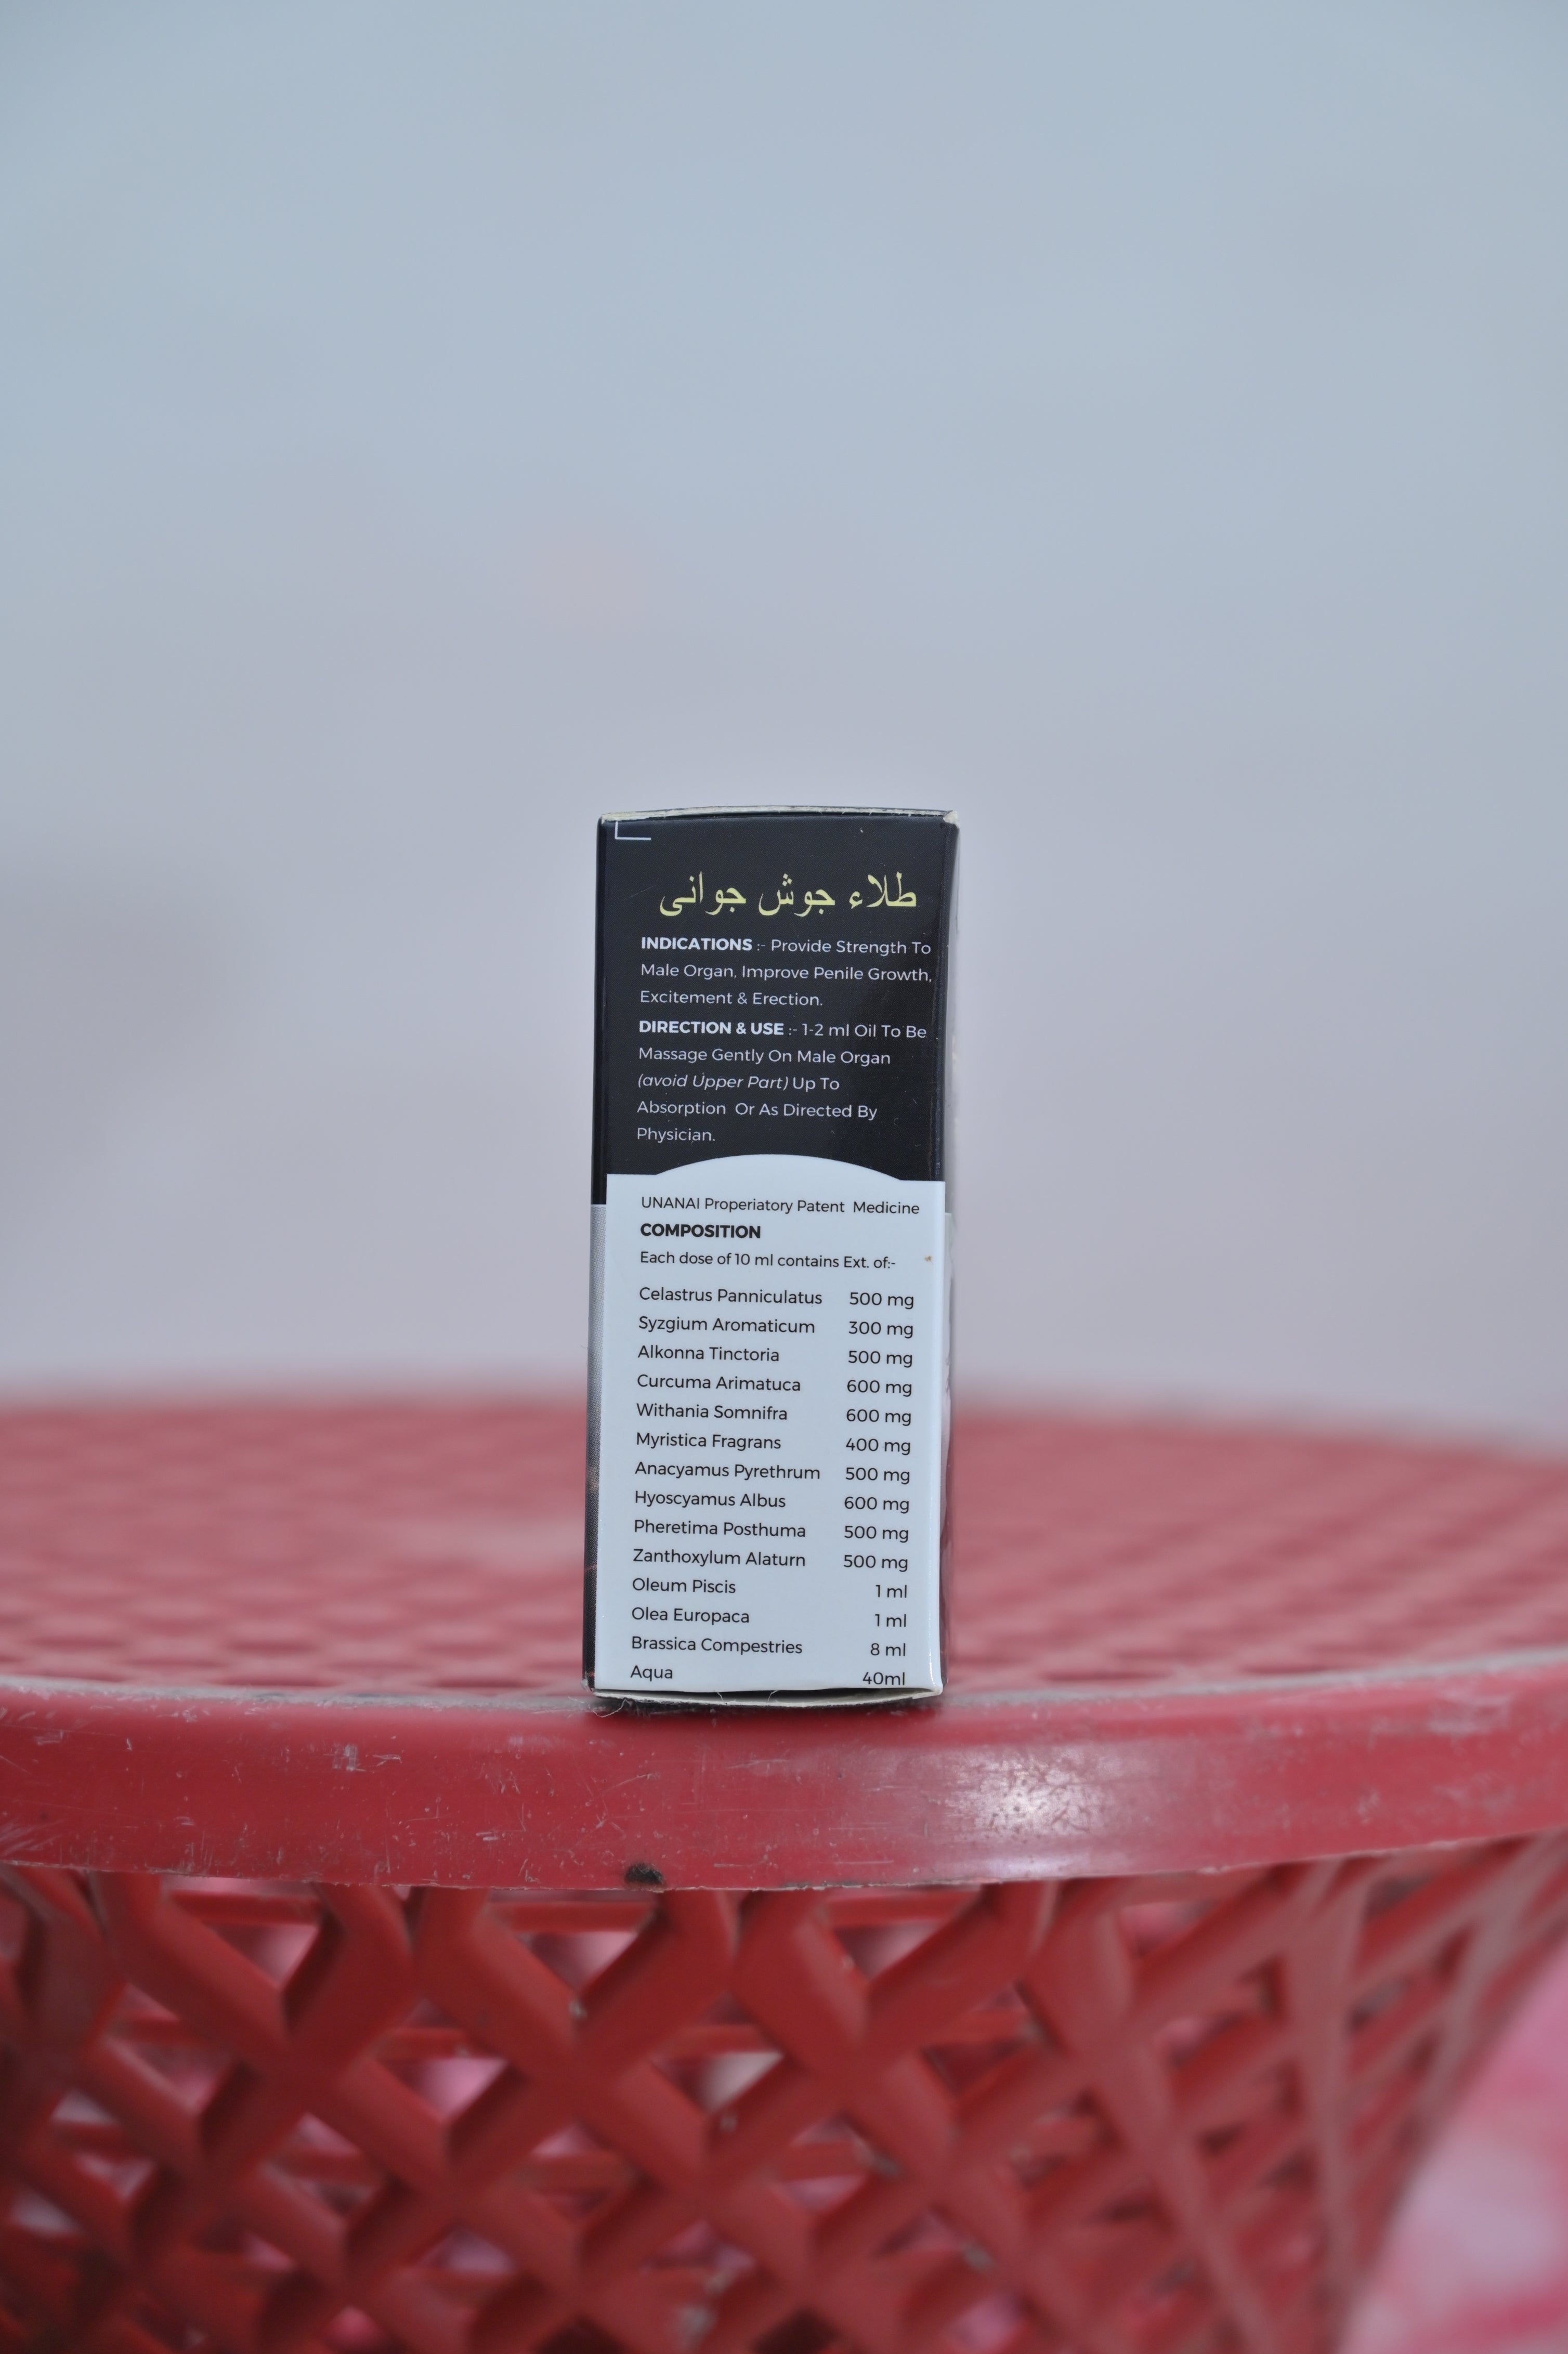 طلاء جوش جوانی
INDICATIONS :- Provide Strength To
Male Organ, Improve Penile Growth,
Excitement & Erection.
DIRECTION & USE :- 1-2 ml Oil To Be
Massage Gently On Male Organ
(avoid Upper Part) Up To
Absorption Or As Directed By
Physician.
UNANAI Properiatory Patent Medicine
COMPOSITION
Each dose of 10 ml contains Ext. of:-
Celastrus Panniculatus 500 mg
Syzgium Aromaticum 300 mg
Alkonna Tinctoria 500 mg
Curcuma Arimatuca 600 mg
Withania Somnifra 600 mg
Myristica Fragrans 400 mg
Anacyamus Pyrethrum 500 mg
Hyoscyamus Albus 600 mg
Pheretima Posthuma 500 mg
Zanthoxylum Alaturn 500 mg
Oleum Piscis 1 ml
Olea Europaca 1 ml
Brassica Compestries 8 ml
Aqua 40ml